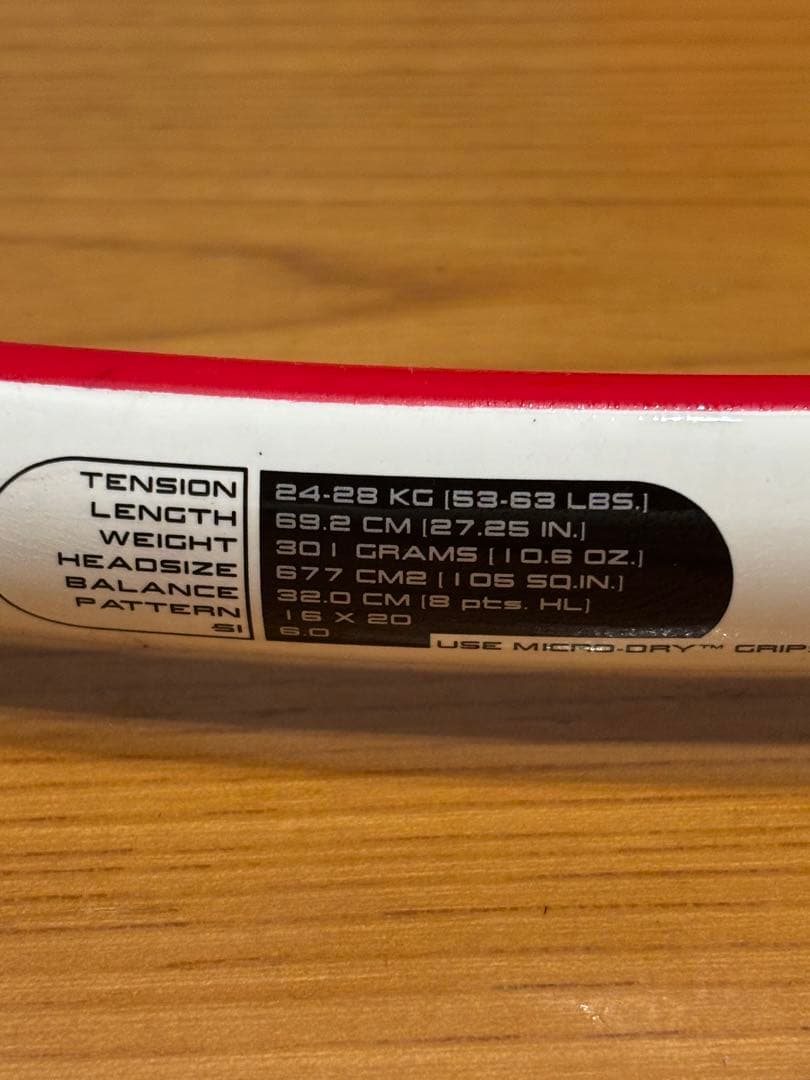 TENSION 24-28 KG [53-63 LBS.]
LENGTH 69.2 CM [27.25 IN.]
WEIGHT 301 GRAMS [10.6 OZ.]
HEADSIZE 677 CM2 [105 SQ.IN.]
BALANCE 32.0 CM [8 pts. HL]
PATTERN 16 X 20
SI 6.0
USE MICRO-DRY™ GRIP